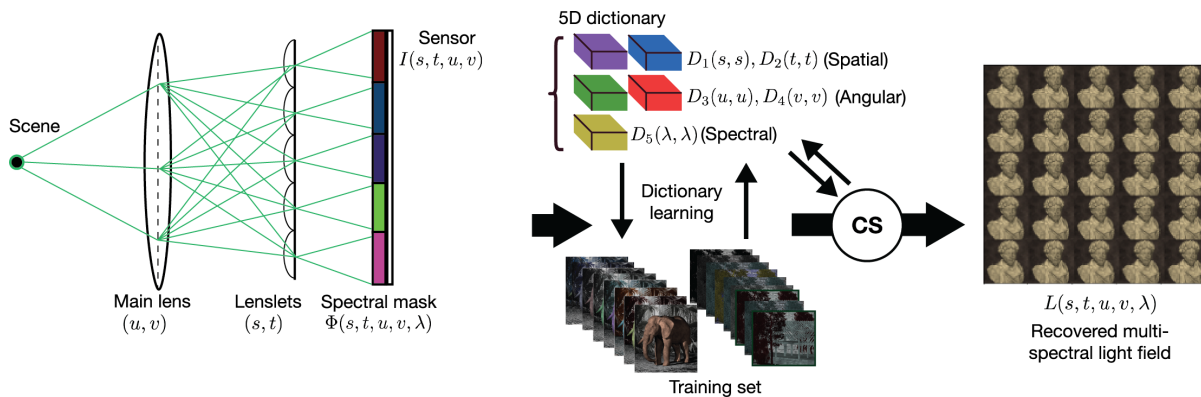 Scene
Main lens
(u, v)
Lenslets
(s, t)
Spectral mask
Φ(s, t, u, v, λ)
Sensor
I(s, t, u, v)
5D dictionary
D₁(s, s), D₂(t, t) (Spatial)
D₃(u, u), D₄(v, v) (Angular)
D₅(λ, λ) (Spectral)
Dictionary
learning
Training set
CS
L(s, t, u, v, λ)
Recovered multi-
spectral light field